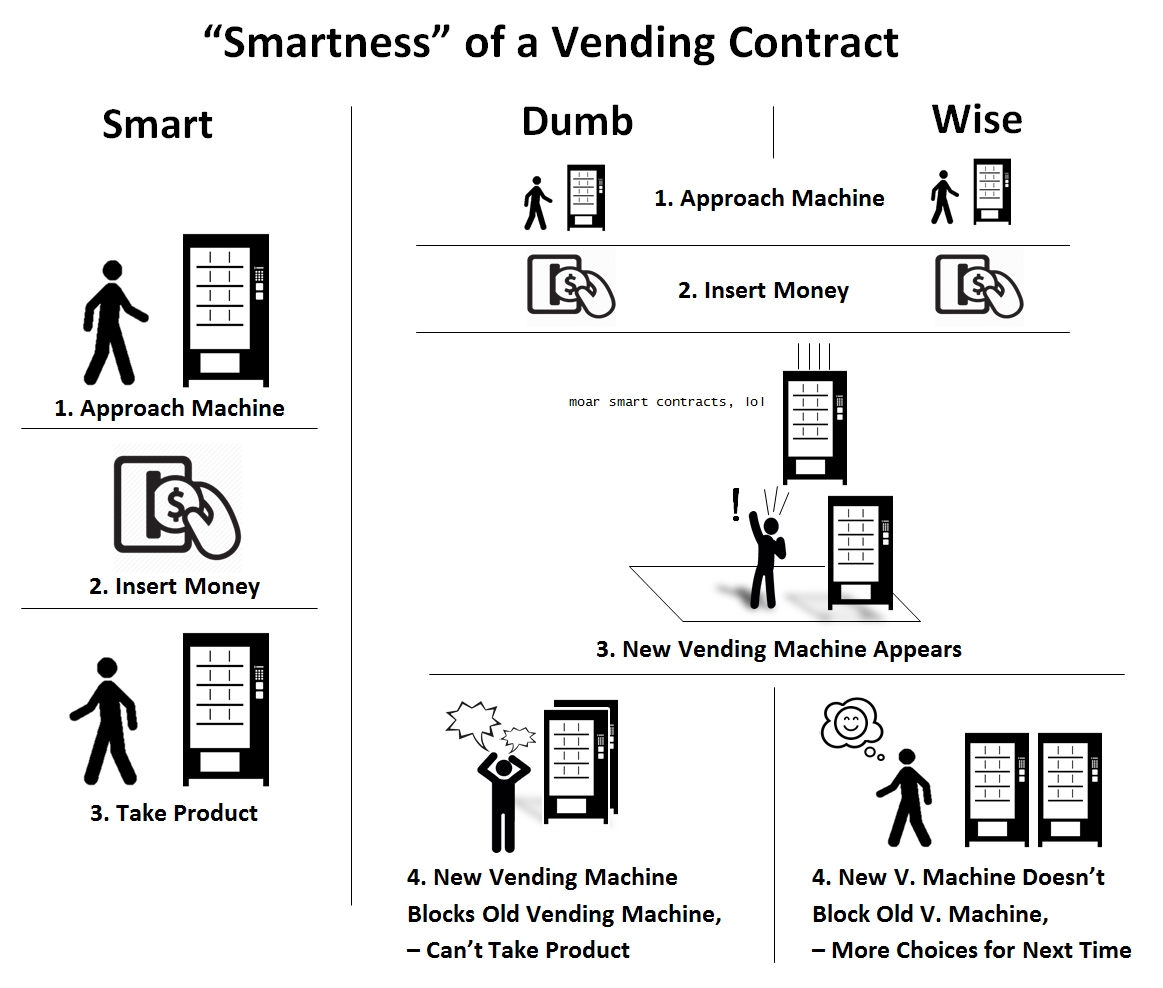 “Smartness” of a Vending Contract
Smart
1. Approach Machine
2. Insert Money
3. Take Product
Dumb
Wise
1. Approach Machine
2. Insert Money
moar smart contracts, lol
!
3. New Vending Machine Appears
4. New Vending Machine
Blocks Old Vending Machine,
– Can’t Take Product
4. New V. Machine Doesn’t
Block Old V. Machine,
– More Choices for Next Time